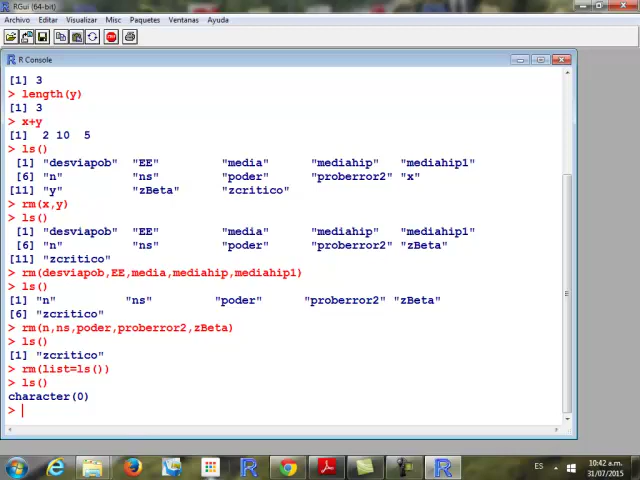 RGui (64-bit)
Archivo Editar Visualizar Misc Paquetes Ventanas Ayuda
R Console
[1] 3
> length(y)
[1] 3
> x+y
[1] 2 10 5
> ls()
[1] "desviapob" "EE" "media" "mediahip" "mediahip1"
[6] "n" "ns" "poder" "proberror2" "x"
[11] "y" "zBeta" "zcritico"
> rm(x,y)
> ls()
[1] "desviapob" "EE" "media" "mediahip" "mediahip1"
[6] "n" "ns" "poder" "proberror2" "zBeta"
[11] "zcritico"
> rm(desviapob,EE,media,mediahip,mediahip1)
> ls()
[1] "n" "ns" "poder" "proberror2" "zBeta"
[6] "zcritico"
> rm(n,ns,poder,proberror2,zBeta)
> ls()
[1] "zcritico"
> rm(list=ls())
> ls()
character(0)
>
ES
10:42 a.m.
31/07/2015